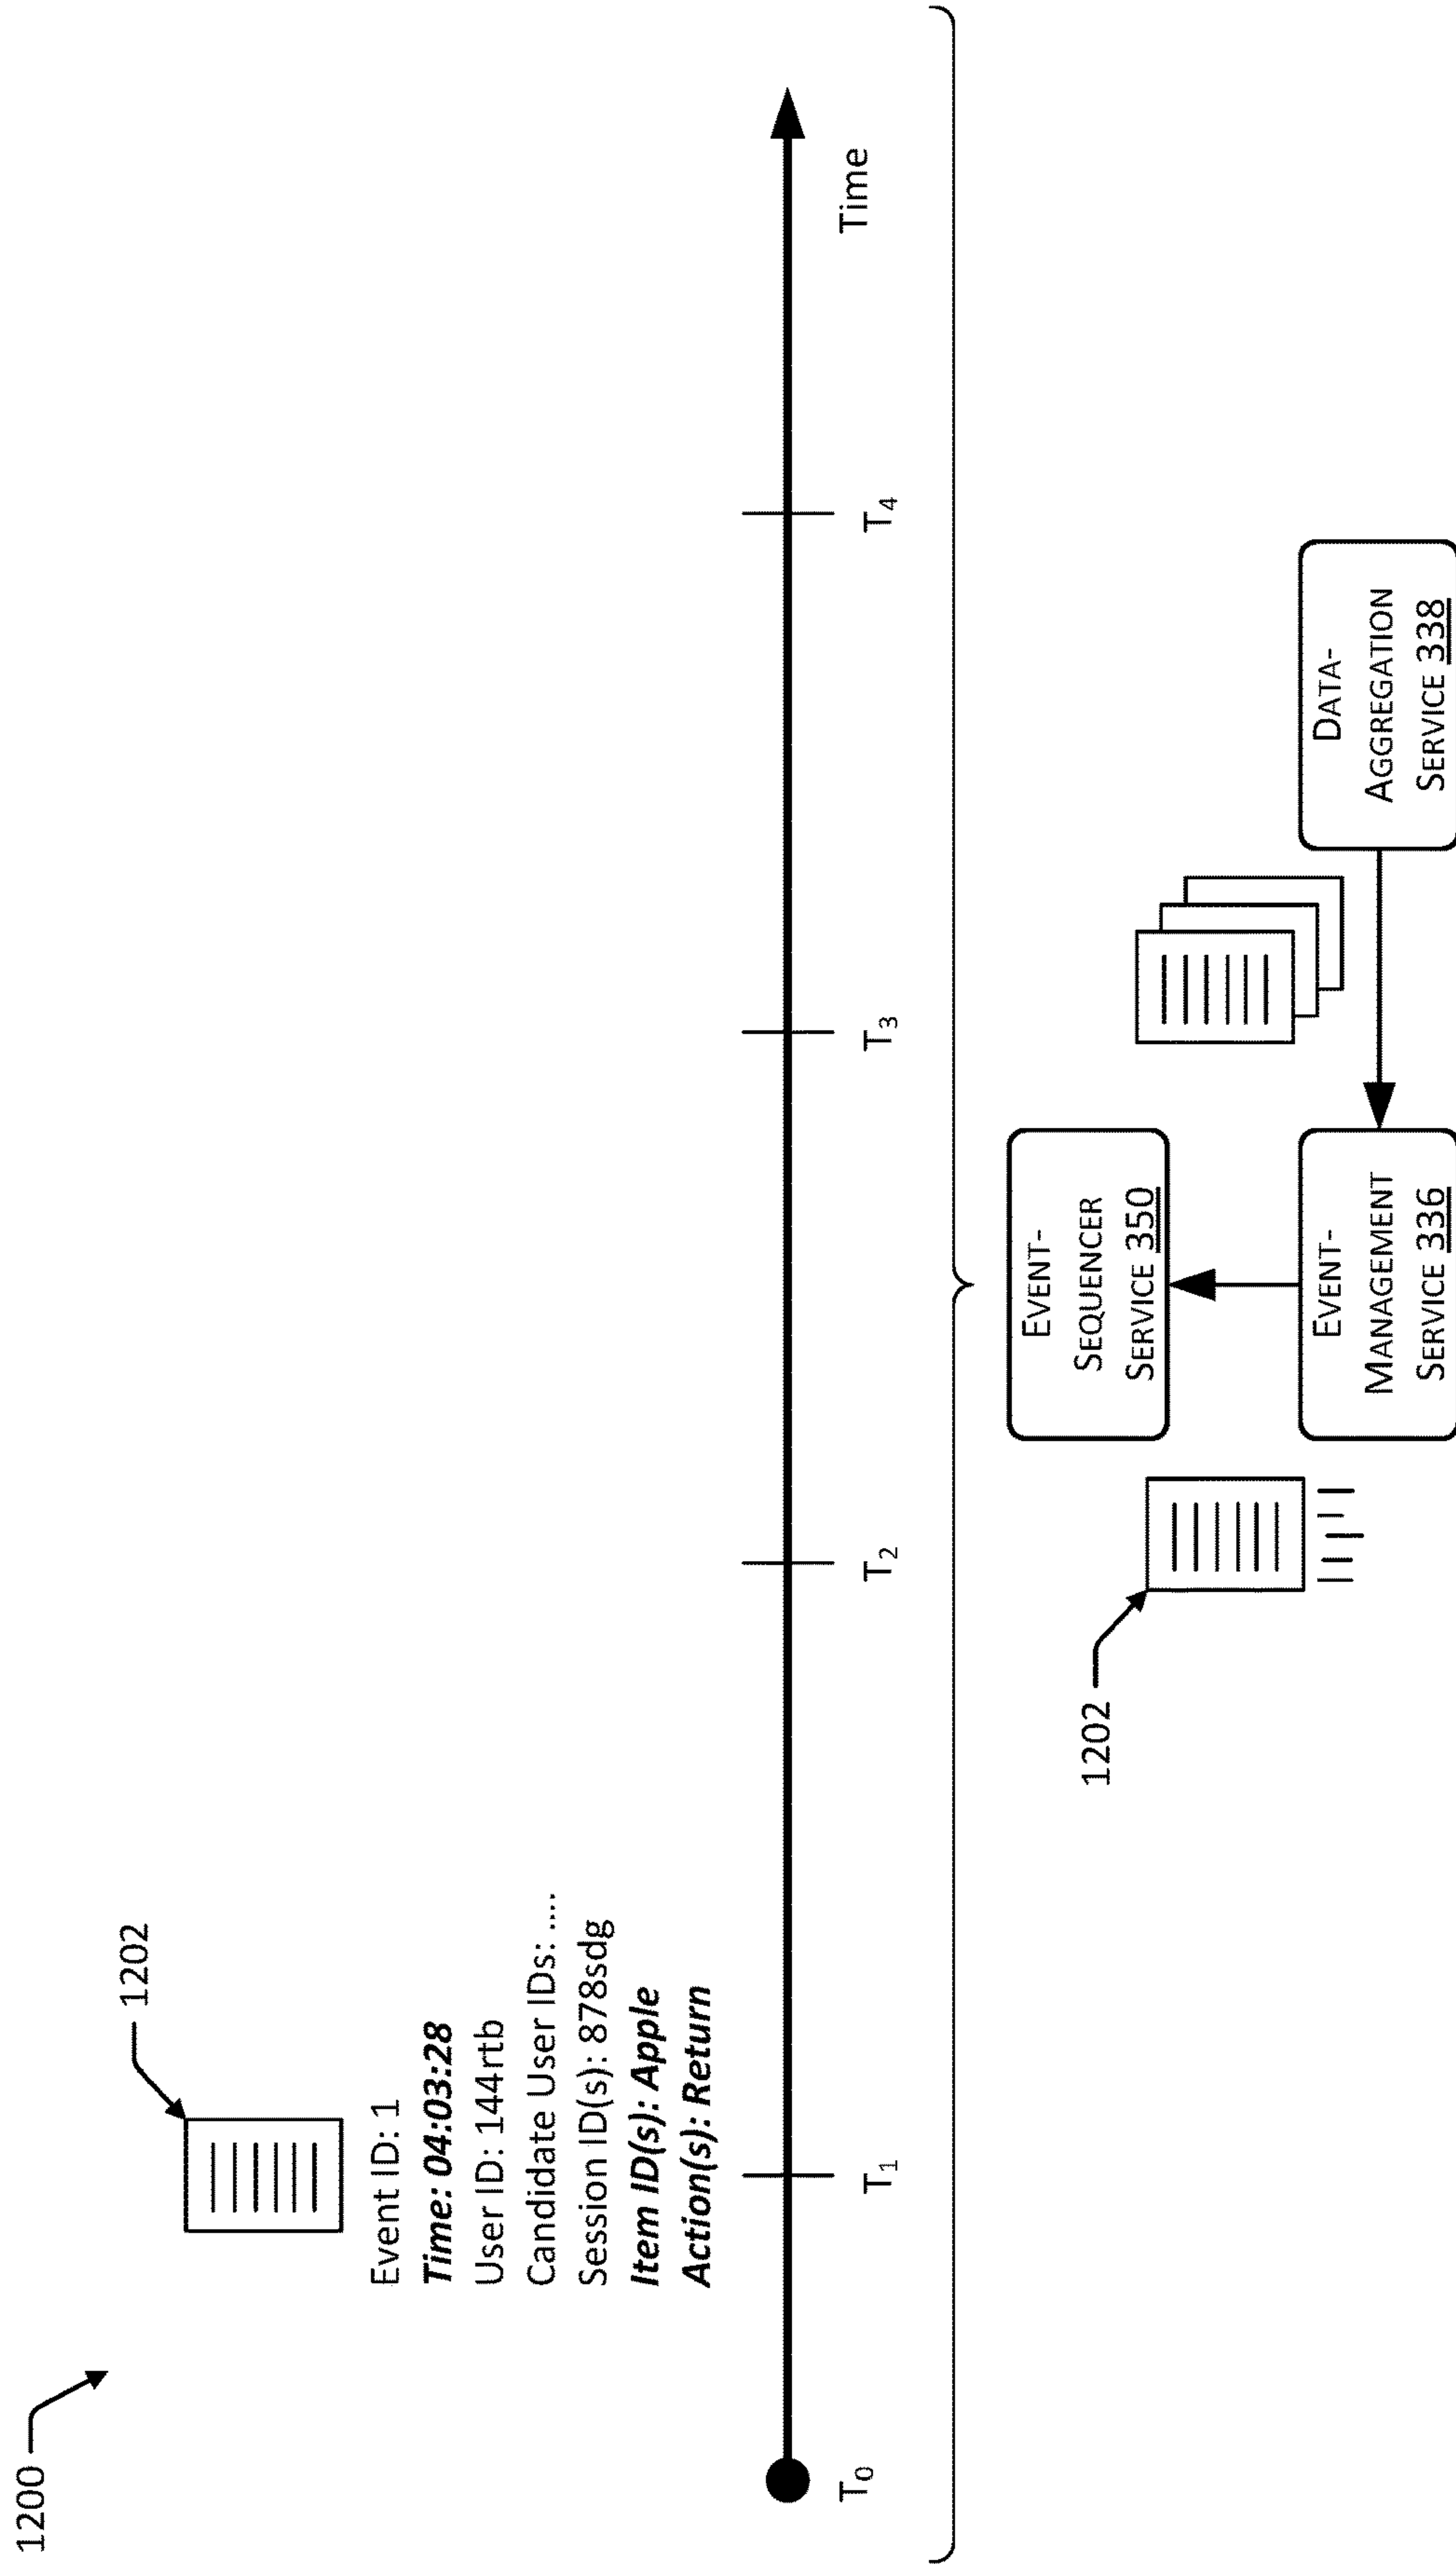 1200
1202
Event ID: 1
Time: 04:03:28
User ID: 144rtb
Candidate User IDs: ....
Session ID(s): 878sdg
Item ID(s): Apple
Action(s): Return
T0
T1
T2
T3
T4
Time
1202
EVENT-
SEQUENCER
SERVICE 350
EVENT-
MANAGEMENT
SERVICE 336
DATA-
AGGREGATION
SERVICE 338